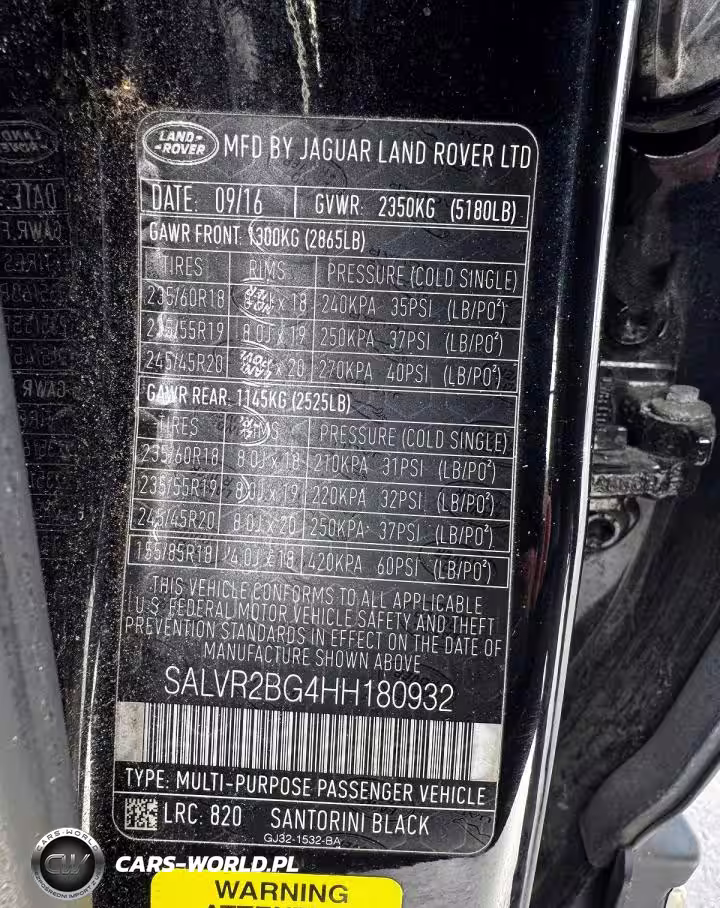 LAND-
-ROVER
MFD BY JAGUAR LAND ROVER LTD
DATE: 09/16 GVWR: 2350KG (5180LB)
GAWR FRONT: 1300KG (2865LB)
TIRES RIMS PRESSURE (COLD SINGLE)
235/60R18 x 18 240KPA 35PSI (LB/PO²)
235/55R19 8.0J x 19 250KPA 37PSI (LB/PO²)
245/45R20 x 20 270KPA 40PSI (LB/PO²)
GAWR REAR: 1145KG (2525LB)
TIRES PRESSURE (COLD SINGLE)
235/60R18 8.0J x 18 210KPA 31PSI (LB/PO²)
235/55R19 8.0J x 19 220KPA 32PSI (LB/PO²)
245/45R20 8.0J x 20 250KPA 37PSI (LB/PO²)
155/85R18 4.0J x 18 420KPA 60PSI (LB/PO²)
THIS VEHICLE CONFORMS TO ALL APPLICABLE
U.S. FEDERAL MOTOR VEHICLE SAFETY AND THEFT
PREVENTION STANDARDS IN EFFECT ON THE DATE OF
MANUFACTURE SHOWN ABOVE
SALVR2BG4HH180932
TYPE: MULTI-PURPOSE PASSENGER VEHICLE
LRC: 820 SANTORINI BLACK
GJ32-1532-BA
CARS-WORLD
CW
CARS-WORLD.PL
WARNING